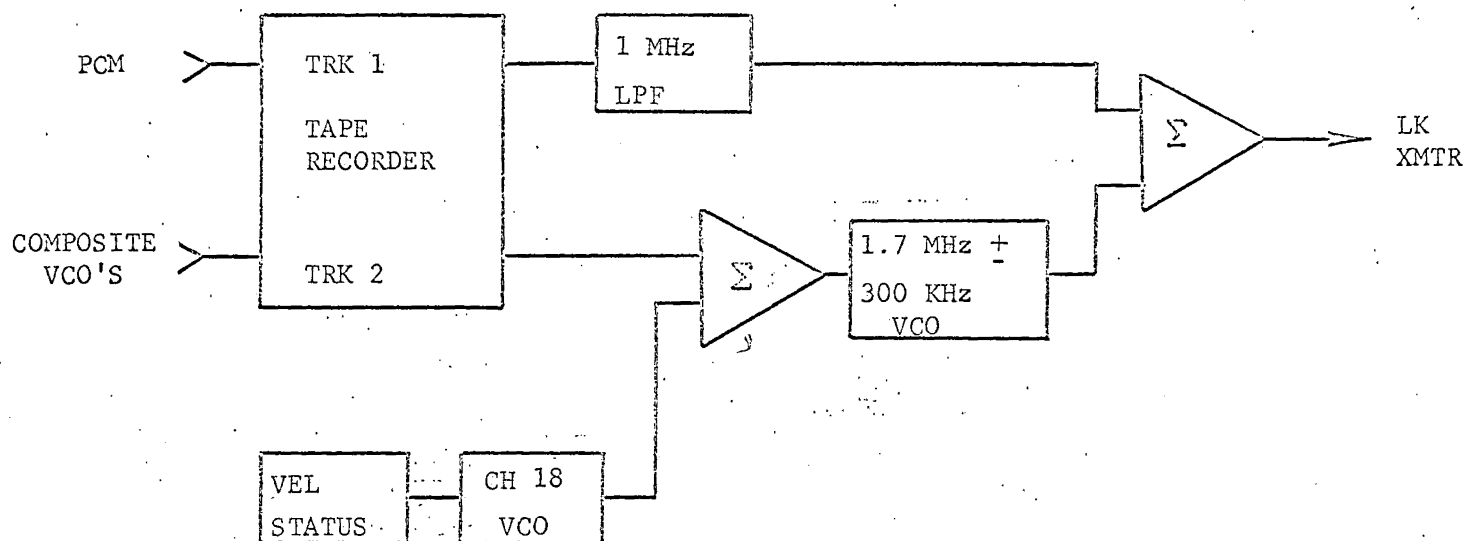 PCM
TRK 1
TAPE
RECORDER
TRK 2
COMPOSITE
VCO'S
1 MHz
LPF
Σ
LK
XMTR
Σ
1.7 MHz ±
300 KHz
VCO
VEL
STATUS
CH 18
VCO